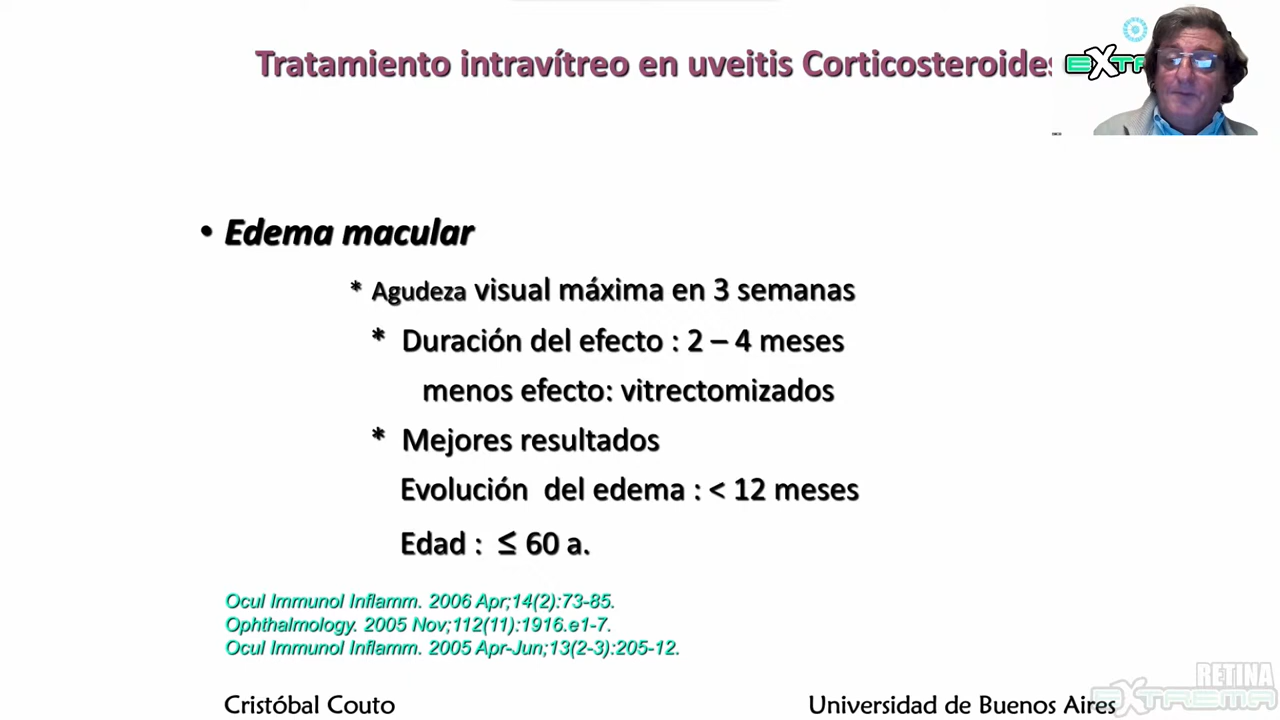 Tratamiento intravítreo en uveitis Corticosteroides
eXtr
• Edema macular
* Agudeza visual máxima en 3 semanas
* Duración del efecto : 2 – 4 meses
menos efecto: vitrectomizados
* Mejores resultados
Evolución del edema : < 12 meses
Edad : ≤ 60 a.
Ocul Immunol Inflamm. 2006 Apr;14(2):73-85.
Ophthalmology. 2005 Nov;112(11):1916.e1-7.
Ocul Immunol Inflamm. 2005 Apr-Jun;13(2-3):205-12.
RETINA
eXtrema
Cristóbal Couto
Universidad de Buenos Aires